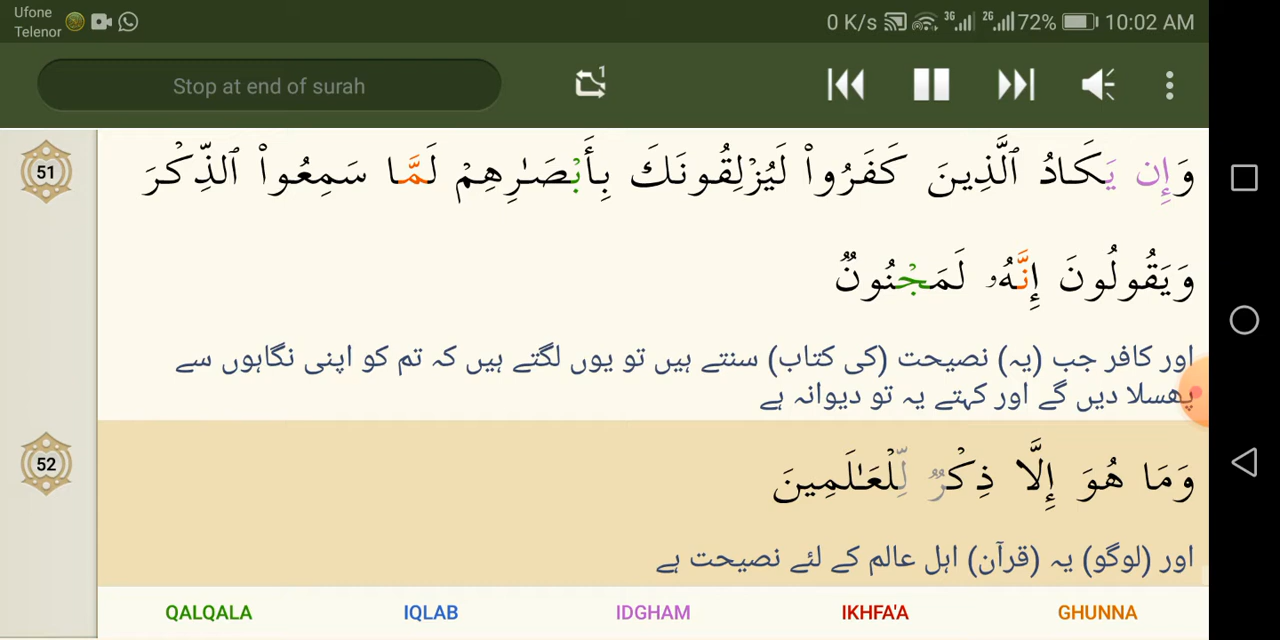 Ufone
Telenor
0 K/s 3G 2G 72% 10:02 AM
Stop at end of surah
1
51
وَإِن يَكَادُ ٱلَّذِينَ كَفَرُوا۟ لَيُزْلِقُونَكَ بِأَبْصَـٰرِهِمْ لَمَّا سَمِعُوا۟ ٱلذِّكْرَ
وَيَقُولُونَ إِنَّهُۥ لَمَجْنُونٌ
اور کافر جب (یہ) نصیحت (کی کتاب) سنتے ہیں تو یوں لگتے ہیں کہ تم کو اپنی نگاہوں سے
پھسلا دیں گے اور کہتے یہ تو دیوانہ ہے
52
وَمَا هُوَ إِلَّا ذِكْرٌ لِّلْعَـٰلَمِينَ
اور (لوگو) یہ (قرآن) اہل عالم کے لئے نصیحت ہے
QALQALA IQLAB IDGHAM IKHFA'A GHUNNA